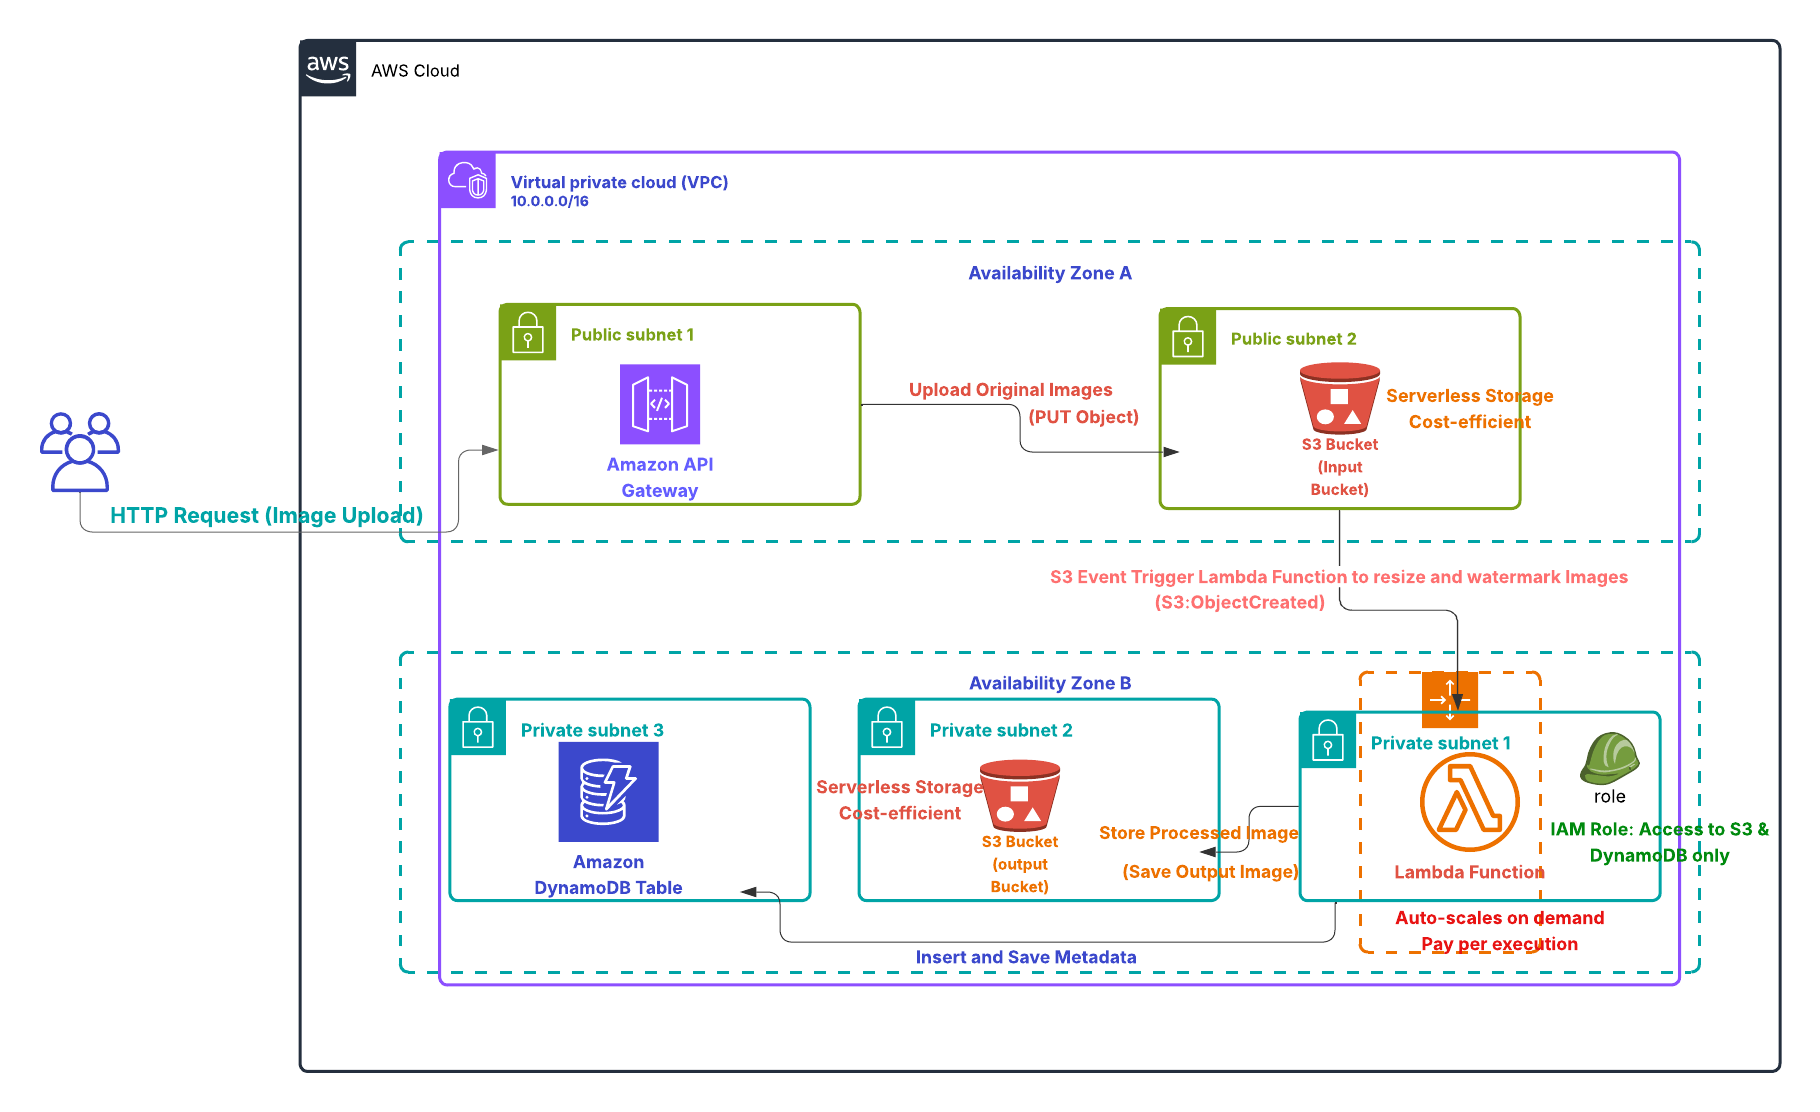 aws
AWS Cloud
Virtual private cloud (VPC)
10.0.0.0/16
Availability Zone A
Public subnet 1
Amazon API
Gateway
Upload Original Images
(PUT Object)
Public subnet 2
S3 Bucket
(Input
Bucket)
Serverless Storage
Cost-efficient
HTTP Request (Image Upload)
S3 Event Trigger Lambda Function to resize and watermark Images
(S3:ObjectCreated)
Availability Zone B
Private subnet 3
Amazon
DynamoDB Table
Private subnet 2
Serverless Storage
Cost-efficient
S3 Bucket
(output
Bucket)
Store Processed Image
(Save Output Image)
Private subnet 1
Lambda Function
role
IAM Role: Access to S3 &
DynamoDB only
Auto-scales on demand
Pay per execution
Insert and Save Metadata